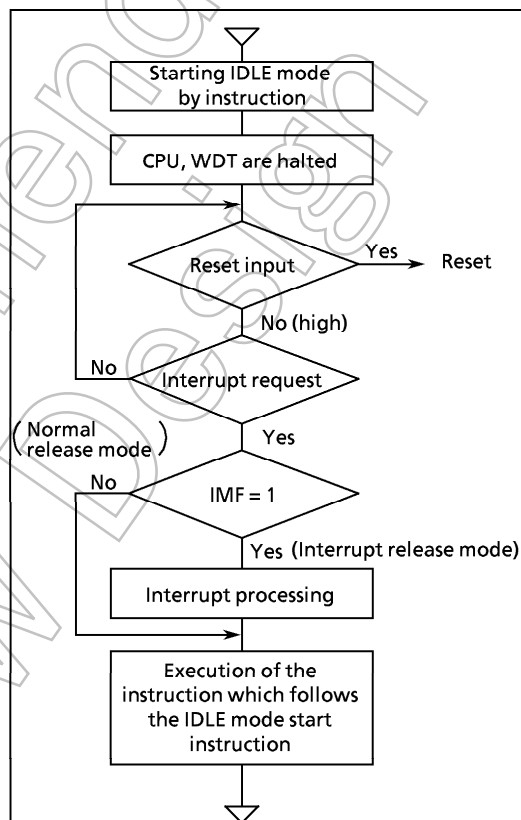 Starting IDLE mode
by instruction
CPU, WDT are halted
Reset input
Yes
Reset
No (high)
No
Interrupt request
(Normal
release mode)
Yes
No
IMF = 1
Yes (Interrupt release mode)
Interrupt processing
Execution of the
instruction which follows
the IDLE mode start
instruction